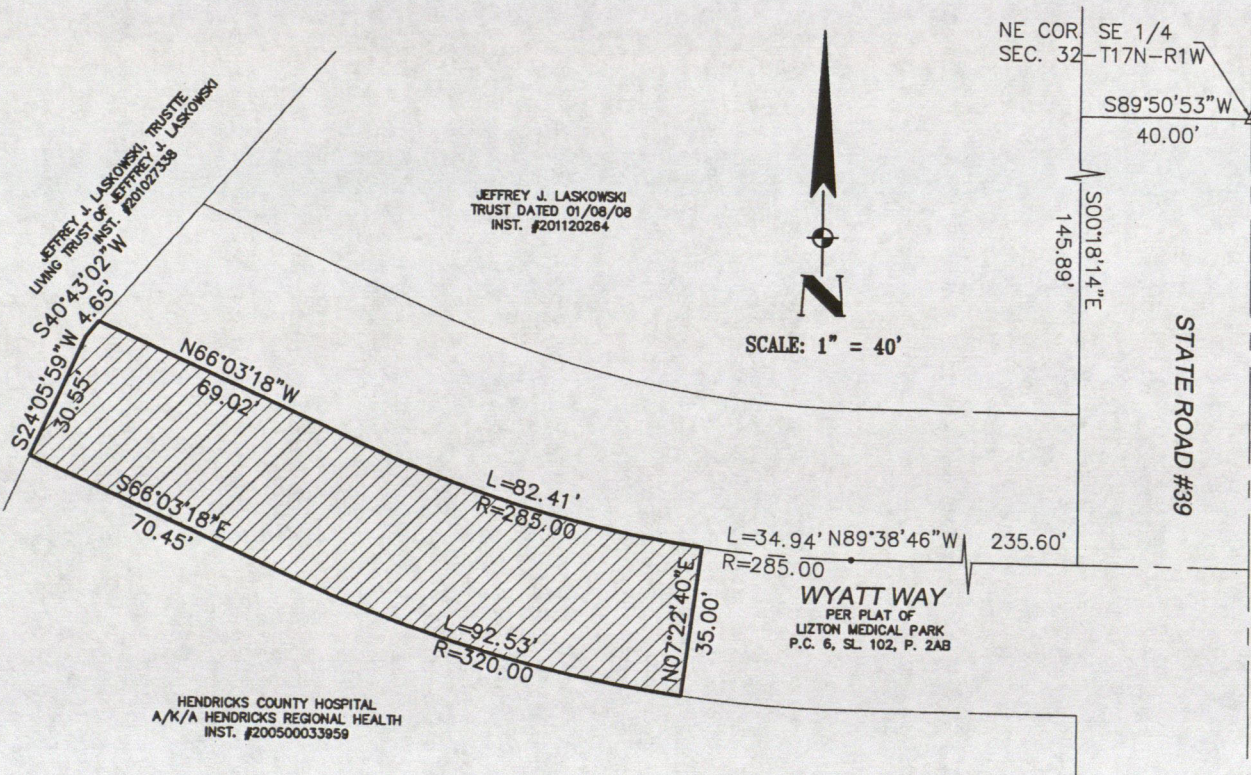 NE COR. SE 1/4
SEC. 32-T17N-R1W
S89°50'53"W
40.00'
S00°18'14"E
145.89'
STATE ROAD #39
JEFFREY J. LASKOWSKI, TRUSTTE
LIVING TRUST OF JEFFFREY J. LASKOWSKI
INST. #201027338
S40°43'02"W
4.65'
S24°05'59"W
30.55'
JEFFREY J. LASKOWSKI
TRUST DATED 01/08/08
INST. #201120264
N
SCALE: 1" = 40'
N66°03'18"W
69.02'
L=82.41'
R=285.00
S66°03'18"E
70.45'
L=92.53'
R=320.00
N07°22'40"E
35.00'
L=34.94' N89°38'46"W 235.60'
R=285.00
WYATT WAY
PER PLAT OF
LIZTON MEDICAL PARK
P.C. 6, SL. 102, P. 2AB
HENDRICKS COUNTY HOSPITAL
A/K/A HENDRICKS REGIONAL HEALTH
INST. #200500033959